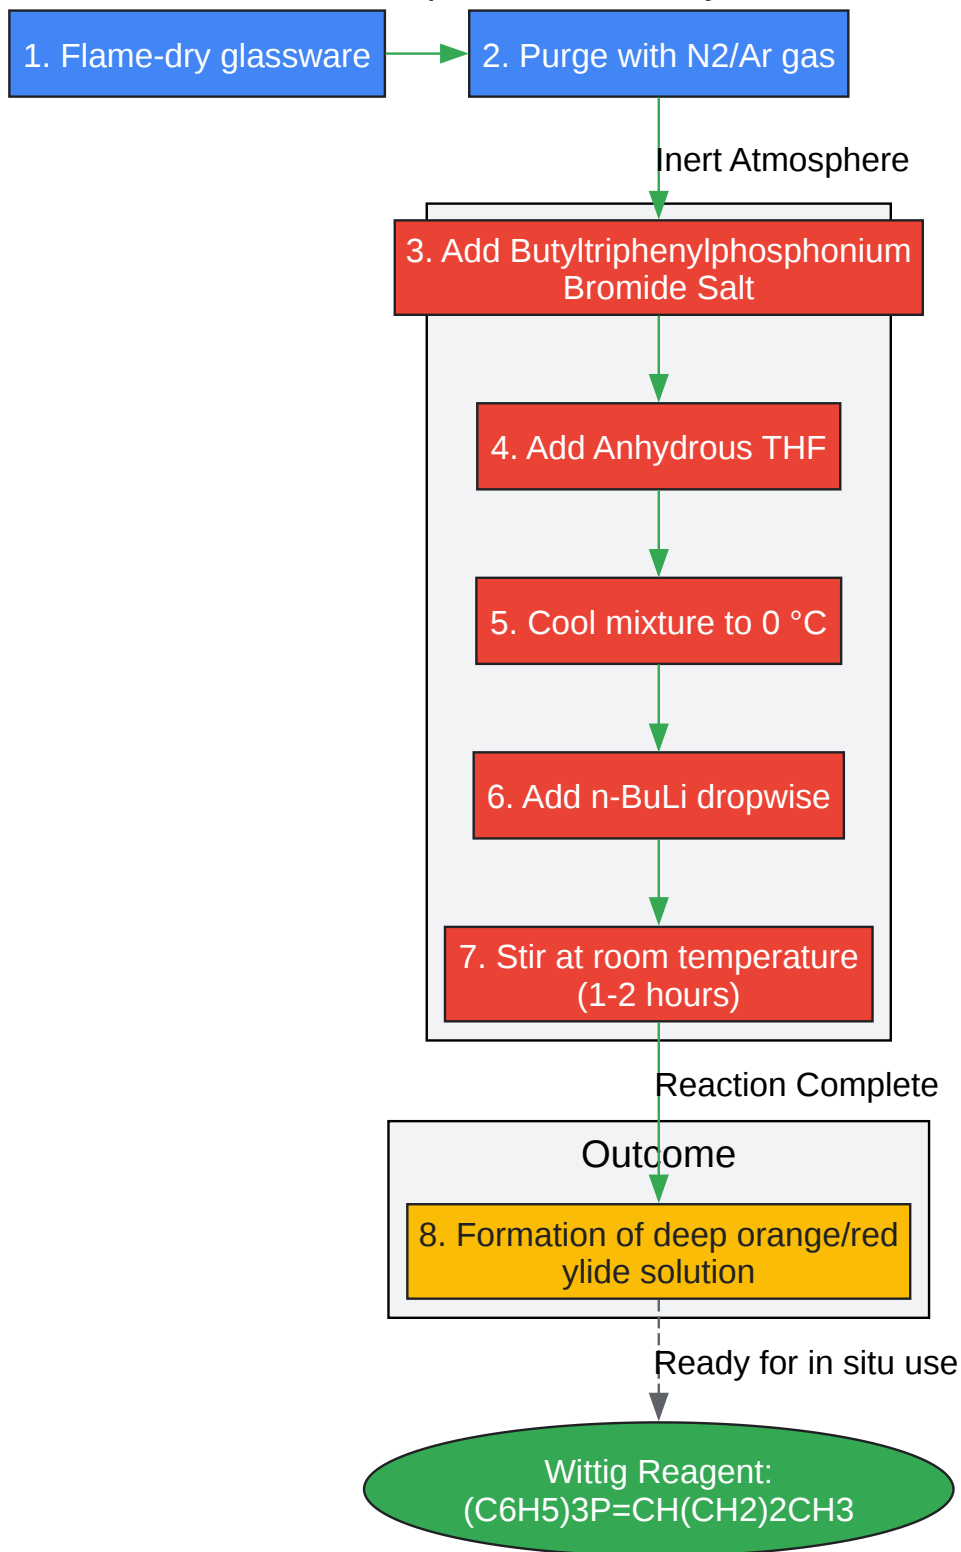 1. Flame-dry glassware
2. Purge with N2/Ar gas
Inert Atmosphere
3. Add Butyltriphenylphosphonium
Bromide Salt
4. Add Anhydrous THF
5. Cool mixture to 0 °C
6. Add n-BuLi dropwise
7. Stir at room temperature
(1-2 hours)
Reaction Complete
Outcome
8. Formation of deep orange/red
ylide solution
Ready for in situ use
Wittig Reagent:
(C6H5)3P=CH(CH2)2CH3